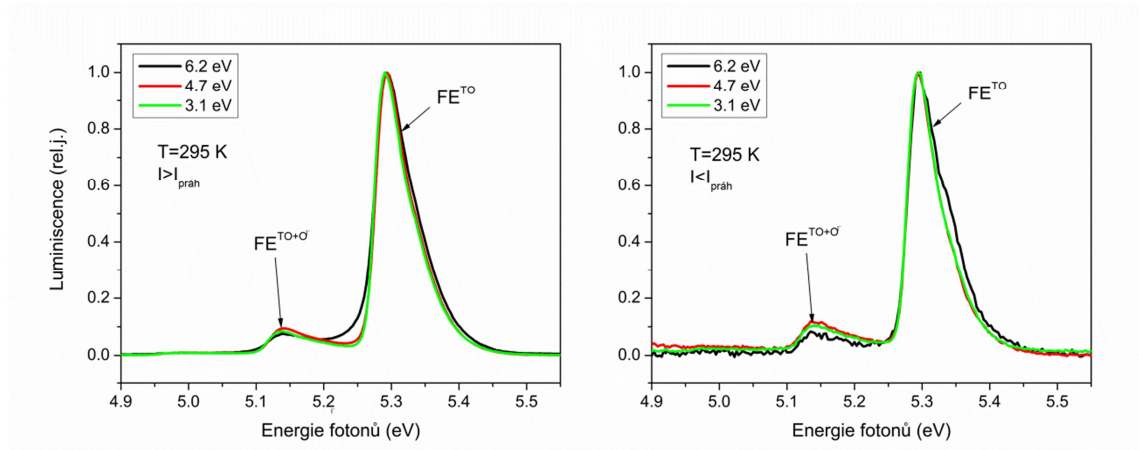 Luminiscence (rel.j.)
1.0
0.8
0.6
0.4
0.2
0.0
6.2 eV
4.7 eV
3.1 eV
T=295 K
I>Ipráh
FETO
FETO+OΓ
4.9 5.0 5.1 5.2 5.3 5.4 5.5
Energie fotonů (eV)
1.0
0.8
0.6
0.4
0.2
0.0
6.2 eV
4.7 eV
3.1 eV
T=295 K
I<Ipráh
FETO
FETO+OΓ
4.9 5.0 5.1 5.2 5.3 5.4 5.5
Energie fotonů (eV)